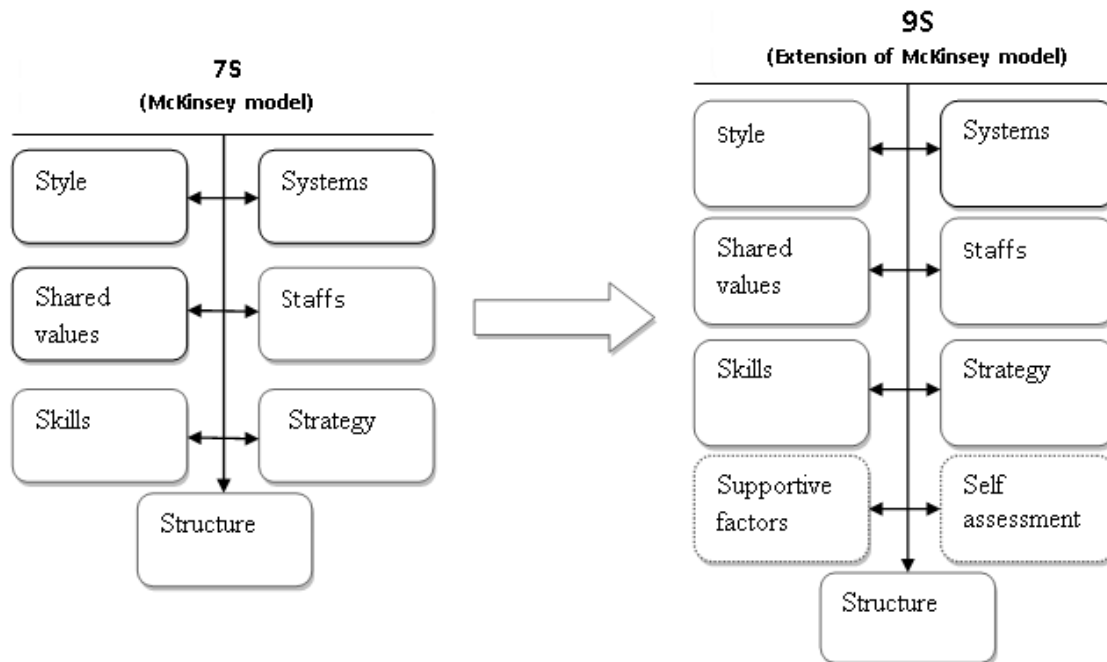 7S
(McKinsey model)
Style
Systems
Shared
values
Staffs
Skills
Strategy
Structure
9S
(Extension of McKinsey model)
Style
Systems
Shared
values
Staffs
Skills
Strategy
Supportive
factors
Self
assessment
Structure